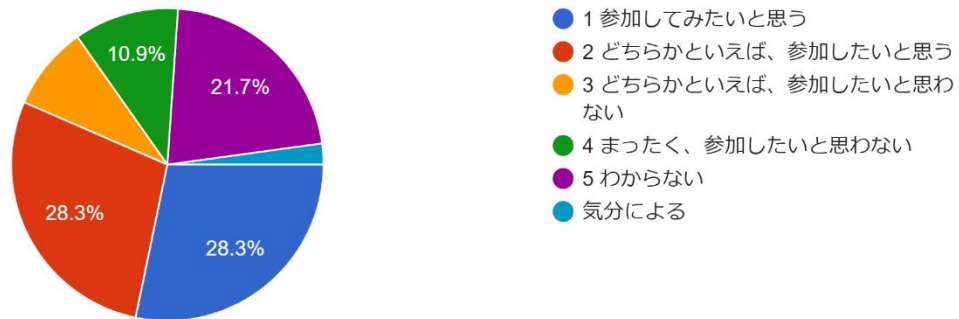 10.9%
21.7%
28.3%
28.3%
1 参加してみたいと思う
2 どちらかといえば、参加したいと思う
3 どちらかといえば、参加したいと思わ
ない
4 まったく、参加したいと思わない
5 わからない
気分による